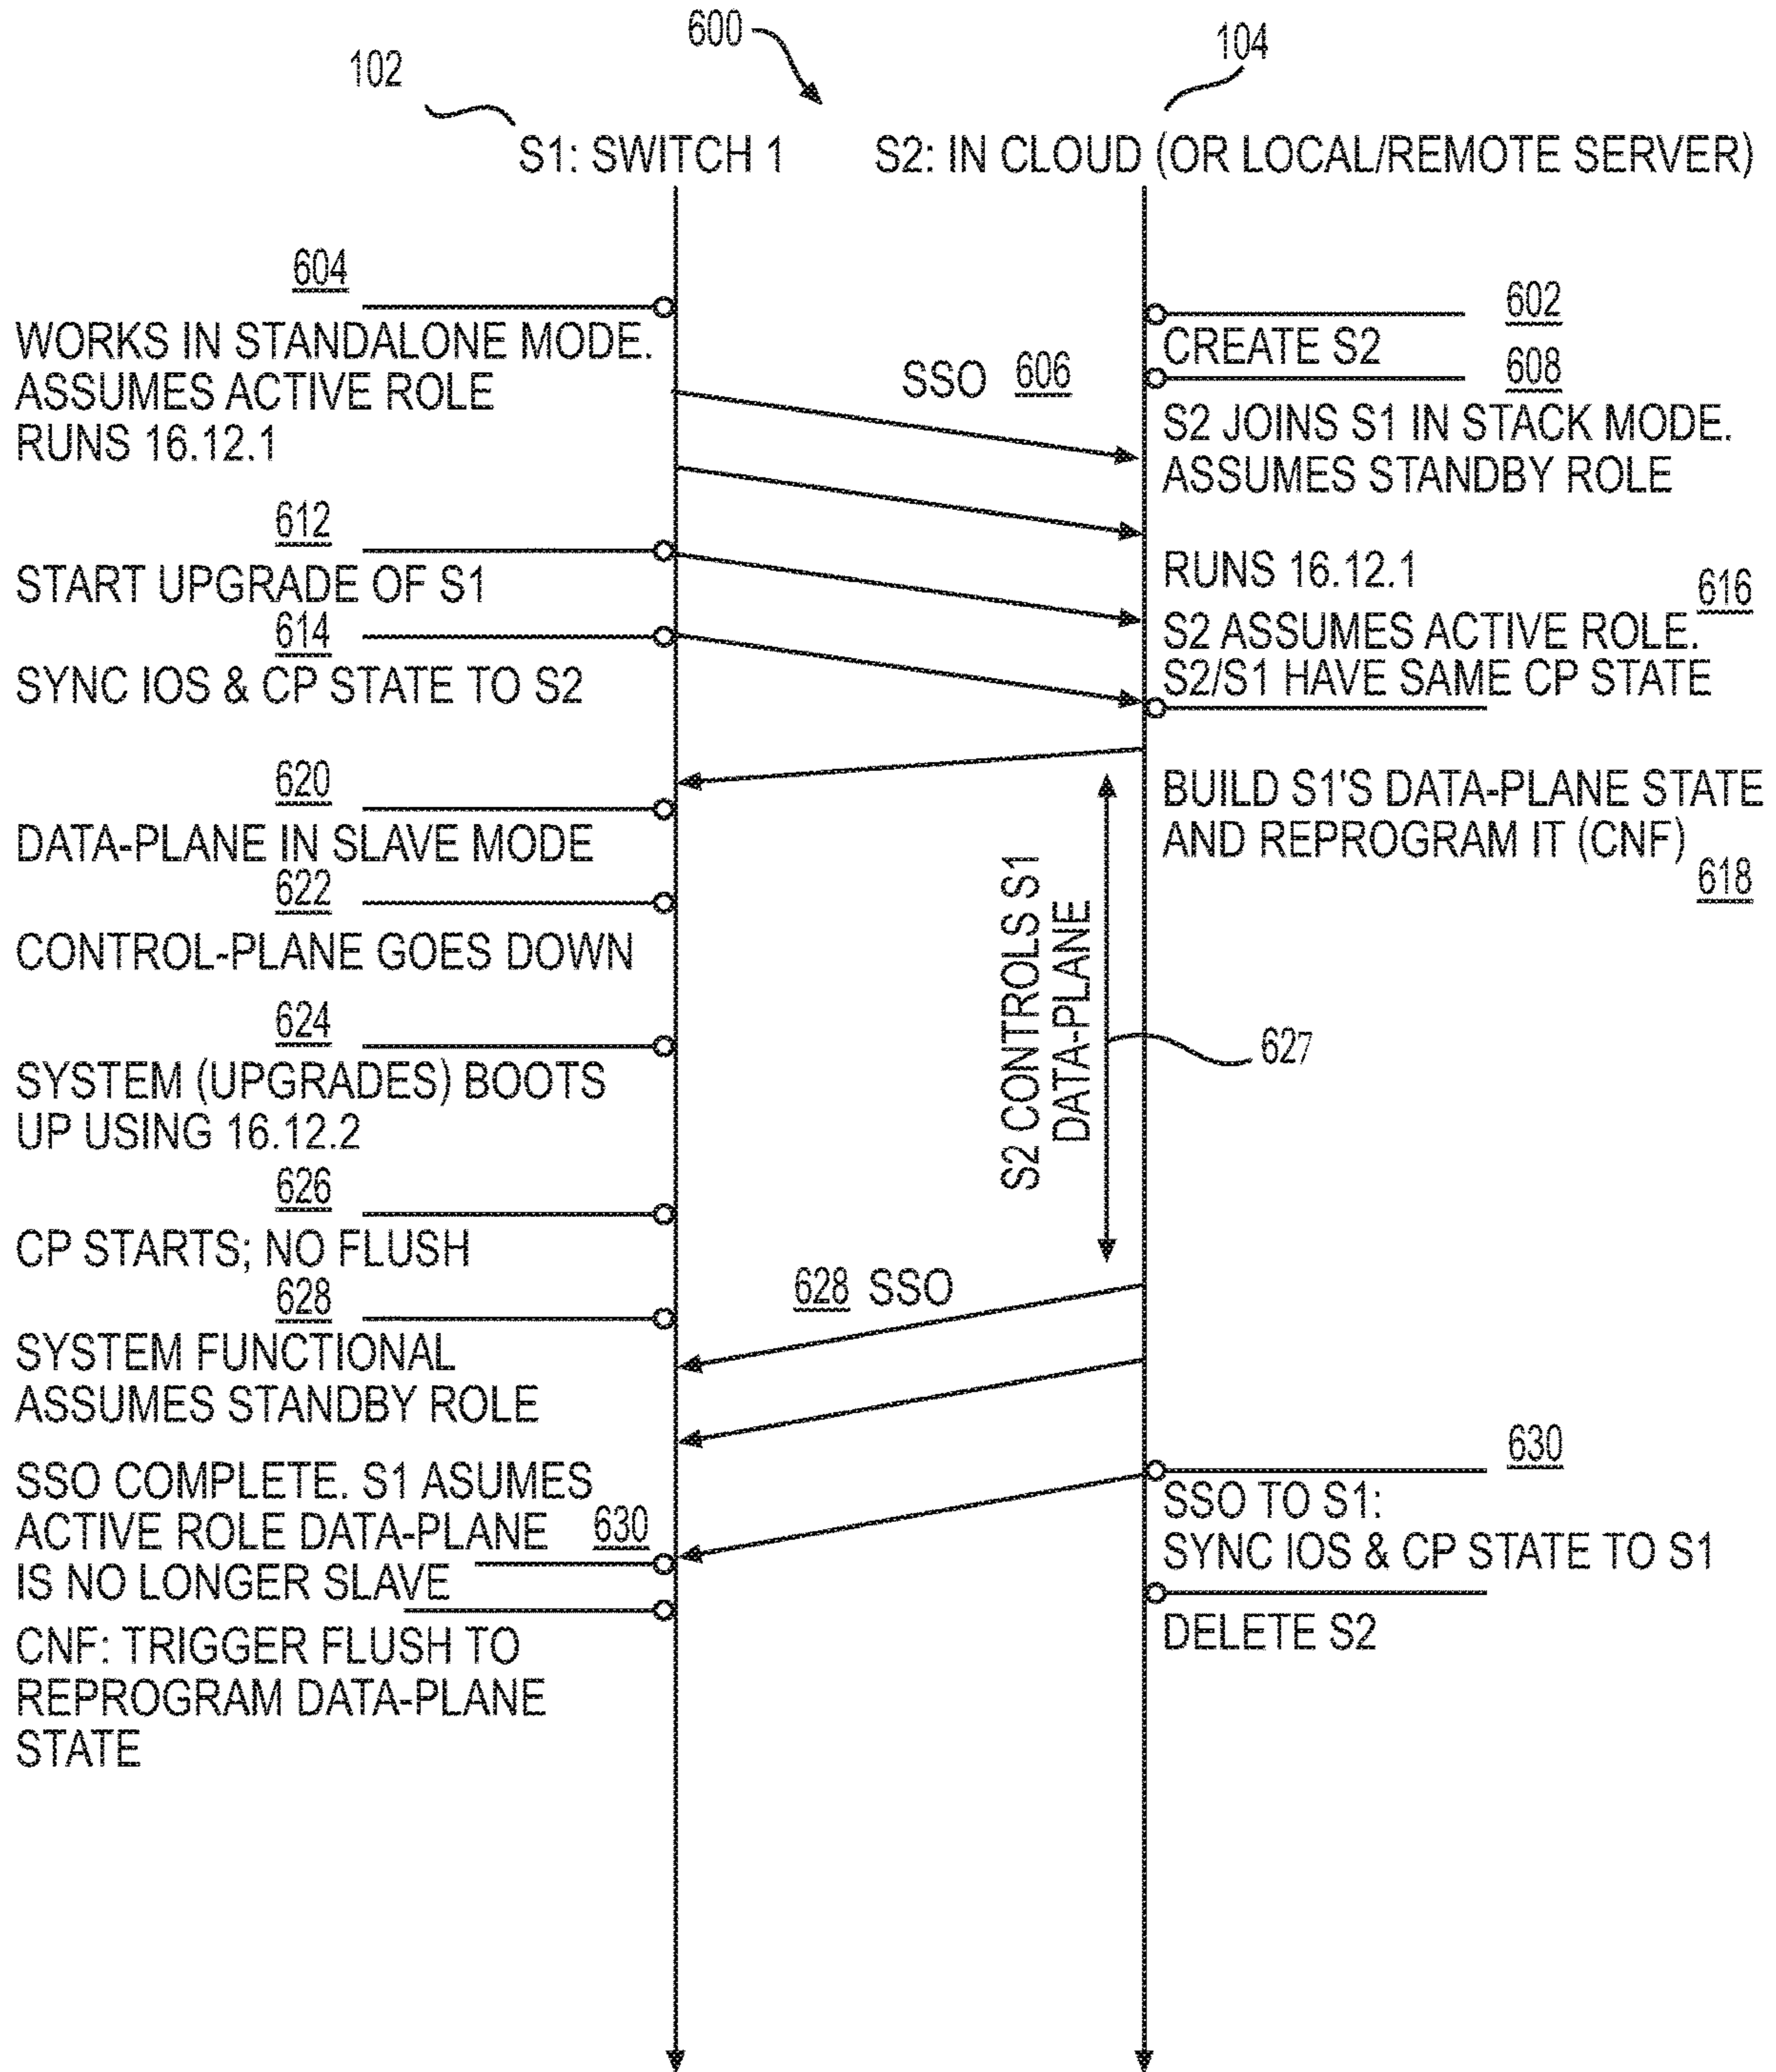 600
102
104
S1: SWITCH 1
S2: IN CLOUD (OR LOCAL/REMOTE SERVER)
604
WORKS IN STANDALONE MODE.
ASSUMES ACTIVE ROLE
RUNS 16.12.1
602
CREATE S2
608
SSO 606
S2 JOINS S1 IN STACK MODE.
ASSUMES STANDBY ROLE
612
START UPGRADE OF S1
614
SYNC IOS & CP STATE TO S2
RUNS 16.12.1
616
S2 ASSUMES ACTIVE ROLE.
S2/S1 HAVE SAME CP STATE
620
DATA-PLANE IN SLAVE MODE
622
CONTROL-PLANE GOES DOWN
BUILD S1'S DATA-PLANE STATE
AND REPROGRAM IT (CNF)
618
S2 CONTROLS S1
DATA-PLANE
627
624
SYSTEM (UPGRADES) BOOTS
UP USING 16.12.2
626
CP STARTS; NO FLUSH
628
SYSTEM FUNCTIONAL
ASSUMES STANDBY ROLE
628 SSO
SSO COMPLETE. S1 ASUMES
ACTIVE ROLE DATA-PLANE
630
IS NO LONGER SLAVE
630
SSO TO S1:
SYNC IOS & CP STATE TO S1
CNF: TRIGGER FLUSH TO
REPROGRAM DATA-PLANE
STATE
DELETE S2